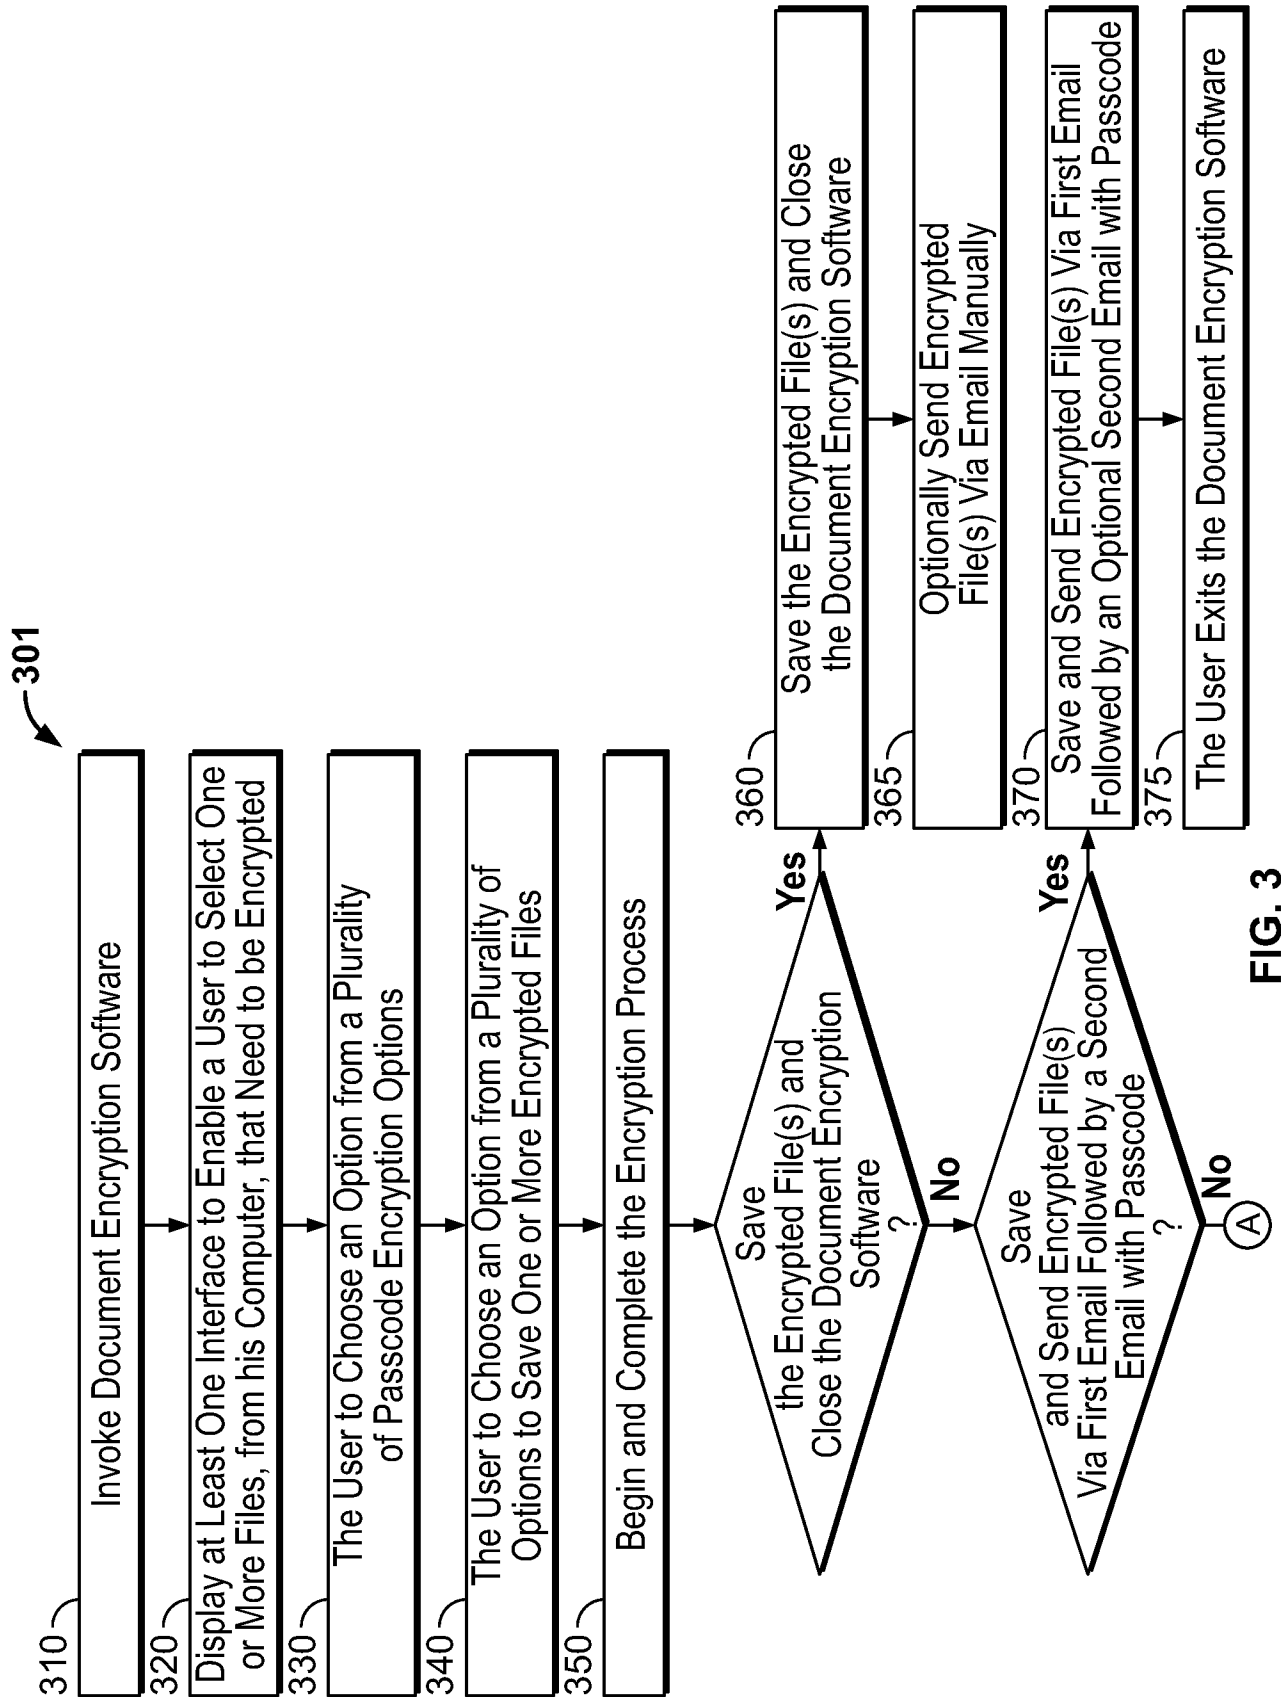 301
310
Invoke Document Encryption Software
320
Display at Least One Interface to Enable a User to Select One
or More Files, from his Computer, that Need to be Encrypted
330
The User to Choose an Option from a Plurality
of Passcode Encryption Options
340
The User to Choose an Option from a Plurality of
Options to Save One or More Encrypted Files
350
Begin and Complete the Encryption Process
Save
the Encrypted File(s) and
Close the Document Encryption
Software
?
Yes
No
360
Save the Encrypted File(s) and Close
the Document Encryption Software
365
Optionally Send Encrypted
File(s) Via Email Manually
Save
and Send Encrypted File(s)
Via First Email Followed by a Second
Email with Passcode
?
Yes
No
A
370
Save and Send Encrypted File(s) Via First Email
Followed by an Optional Second Email with Passcode
375
The User Exits the Document Encryption Software
FIG. 3